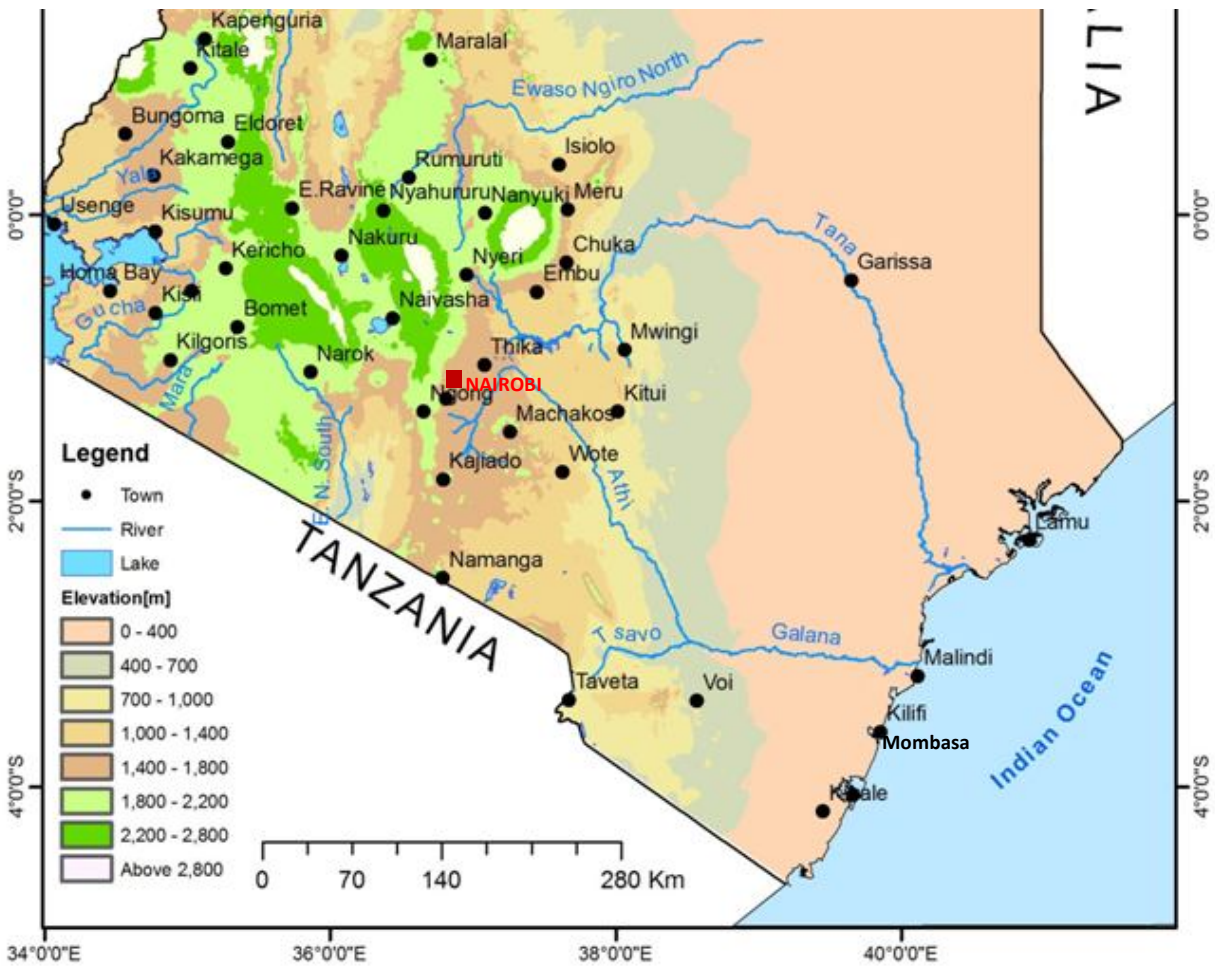 Kapenguria
Kitale
Maralal
Ewaso Ngiro North
ALIA
Bungoma
Eldoret
Isiolo
Kakamega
Yala
Rumuruti
E.Ravine
Nyahururu
Nanyuki
Meru
Usenge
Kisumu
0°0'0"
0°0'0"
Kericho
Nakuru
Nyeri
Chuka
Tana
Garissa
Homa Bay
Embu
Gucha
Kisii
Bomet
Naivasha
Mwingi
Kilgoris
Narok
Thika
NAIROBI
Mara
Ngong
Machakos
Kitui
E. N. South
Kajiado
Wote
Athi
2°0'0"S
2°0'0"S
Lamu
TANZANIA
Namanga
Tsavo
Galana
Malindi
Taveta
Voi
Kilifi
Mombasa
Indian Ocean
4°0'0"S
4°0'0"S
Kwale
Legend
Town
River
Lake
Elevation[m]
0 - 400
400 - 700
700 - 1,000
1,000 - 1,400
1,400 - 1,800
1,800 - 2,200
2,200 - 2,800
Above 2,800
0 70 140 280 Km
34°0'0"E 36°0'0"E 38°0'0"E 40°0'0"E